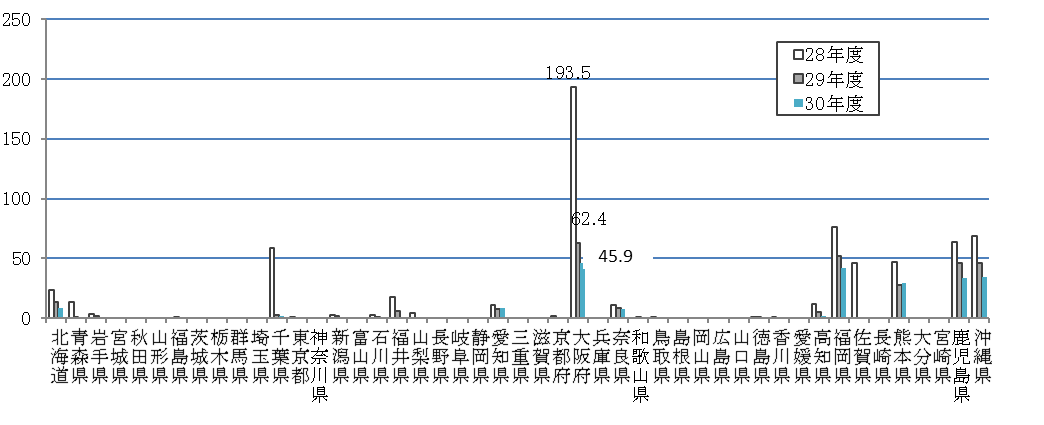 250
200
150
100
50
0
28年度
29年度
30年度
193.5
62.4
45.9
北海道
青森県
岩手県
宮城県
秋田県
山形県
福島県
茨城県
栃木県
群馬県
埼玉県
千葉県
東京都
神奈川県
新潟県
富山県
石川県
福井県
山梨県
長野県
岐阜県
静岡県
愛知県
三重県
滋賀県
京都府
大阪府
兵庫県
奈良県
和歌山県
鳥取県
島根県
岡山県
広島県
山口県
徳島県
香川県
愛媛県
高知県
福岡県
佐賀県
長崎県
熊本県
大分県
宮崎県
鹿児島県
沖縄県